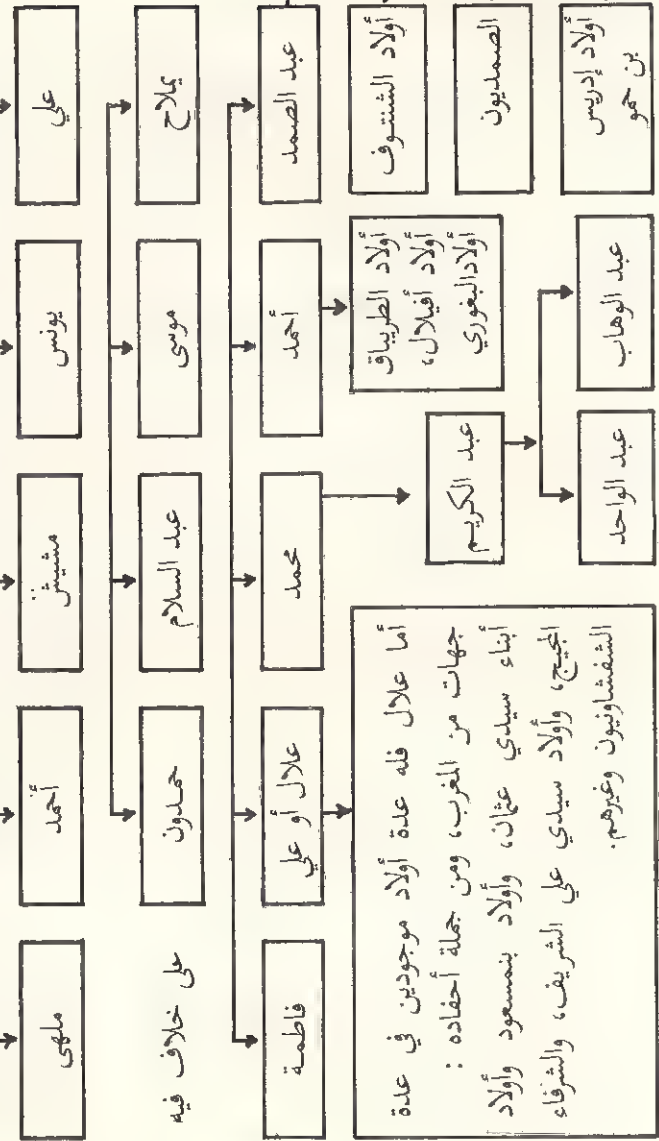 علي
يونس
مشيش
أحمد
ملهى
يملاح
موسى
عبد السلام
حمدون
على خلاف فيه
عبد الصمد
أحمد
محمد
علال أو علي
فاطمة
أولاد الشنتوف
الصمديون
أولاد إدريس
بن حمو
أولاد الطريباق
أولاد أفيلال،
أولاد البغوري
عبد الكريم
عبد الوهاب
عبد الواحد
أما علال فله عدة أولاد موجودين في عدة
جهات من المغرب، ومن جملة أحفاده :
أبناء سيدي عثمان، وأولاد بنمسعود وأولاد
المجيح، وأولاد سيدي علي الشريف، والشرفاء
الشفشاونيون وغيرهم.